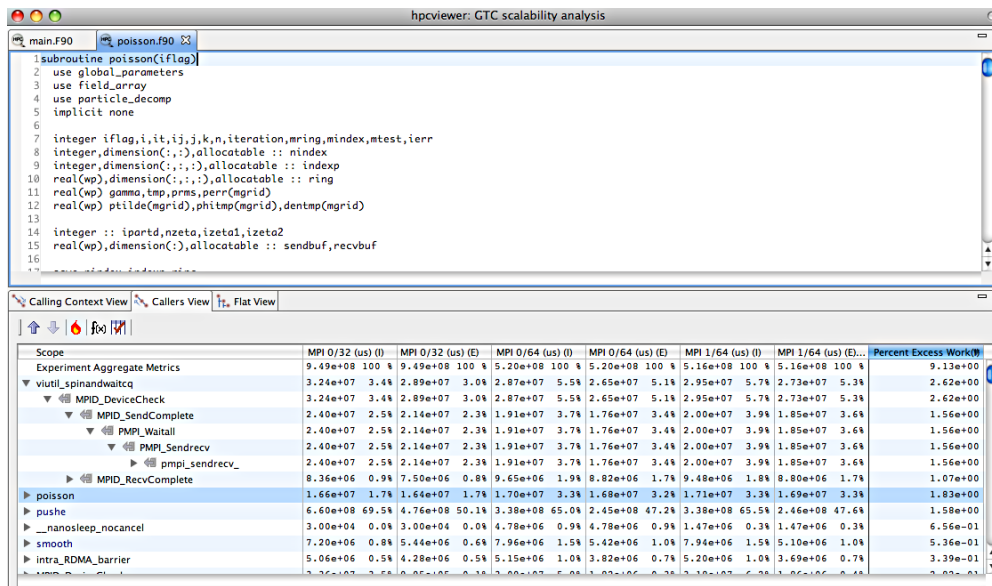 hpcviewer: GTC scalability analysis
main.F90 poisson.f90
1 subroutine poisson(iflag)
2 use global_parameters
3 use field_array
4 use particle_decomp
5 implicit none
6
7 integer iflag,i,it,ij,j,k,n,iteration,mring,mindex,mtest,ierr
8 integer,dimension(:,:),allocatable :: nindex
9 integer,dimension(:,:,:),allocatable :: indexp
10 real(wp),dimension(:,:,:),allocatable :: ring
11 real(wp) gamma,tmp,prms,perr(mgrid)
12 real(wp) ptilde(mgrid),phitmp(mgrid),dentmp(mgrid)
13
14 integer :: ipartd,nzeta,izeta1,izeta2
15 real(wp),dimension(:),allocatable :: sendbuf,recvbuf
16
Calling Context View Callers View Flat View
f(x)
Scope MPI 0/32 (us) (I) MPI 0/32 (us) (E) MPI 0/64 (us) (I) MPI 0/64 (us) (E) MPI 1/64 (us) (I) MPI 1/64 (us) (E)... Percent Excess Work
Experiment Aggregate Metrics 9.49e+08 100 % 9.49e+08 100 % 5.20e+08 100 % 5.20e+08 100 % 5.16e+08 100 % 5.16e+08 100 % 9.13e+00
viutil_spinandwaitcq 3.24e+07 3.4% 2.89e+07 3.0% 2.87e+07 5.5% 2.65e+07 5.1% 2.95e+07 5.7% 2.73e+07 5.3% 2.62e+00
MPID_DeviceCheck 3.24e+07 3.4% 2.89e+07 3.0% 2.87e+07 5.5% 2.65e+07 5.1% 2.95e+07 5.7% 2.73e+07 5.3% 2.62e+00
MPID_SendComplete 2.40e+07 2.5% 2.14e+07 2.3% 1.91e+07 3.7% 1.76e+07 3.4% 2.00e+07 3.9% 1.85e+07 3.6% 1.56e+00
PMPI_Waitall 2.40e+07 2.5% 2.14e+07 2.3% 1.91e+07 3.7% 1.76e+07 3.4% 2.00e+07 3.9% 1.85e+07 3.6% 1.56e+00
PMPI_Sendrecv 2.40e+07 2.5% 2.14e+07 2.3% 1.91e+07 3.7% 1.76e+07 3.4% 2.00e+07 3.9% 1.85e+07 3.6% 1.56e+00
pmpi_sendrecv_ 2.40e+07 2.5% 2.14e+07 2.3% 1.91e+07 3.7% 1.76e+07 3.4% 2.00e+07 3.9% 1.85e+07 3.6% 1.56e+00
MPID_RecvComplete 8.36e+06 0.9% 7.50e+06 0.8% 9.65e+06 1.9% 8.82e+06 1.7% 9.48e+06 1.8% 8.80e+06 1.7% 1.07e+00
poisson 1.66e+07 1.7% 1.64e+07 1.7% 1.70e+07 3.3% 1.68e+07 3.2% 1.71e+07 3.3% 1.69e+07 3.3% 1.83e+00
pushe 6.60e+08 69.5% 4.76e+08 50.1% 3.38e+08 65.0% 2.45e+08 47.2% 3.38e+08 65.5% 2.46e+08 47.6% 1.58e+00
__nanosleep_nocancel 3.00e+04 0.0% 3.00e+04 0.0% 4.78e+06 0.9% 4.78e+06 0.9% 1.47e+06 0.3% 1.47e+06 0.3% 6.56e-01
smooth 7.20e+06 0.8% 5.44e+06 0.6% 7.96e+06 1.5% 5.42e+06 1.0% 7.94e+06 1.5% 5.10e+06 1.0% 5.36e-01
intra_RDMA_barrier 5.06e+06 0.5% 4.28e+06 0.5% 5.15e+06 1.0% 3.82e+06 0.7% 5.20e+06 1.0% 3.69e+06 0.7% 3.39e-01